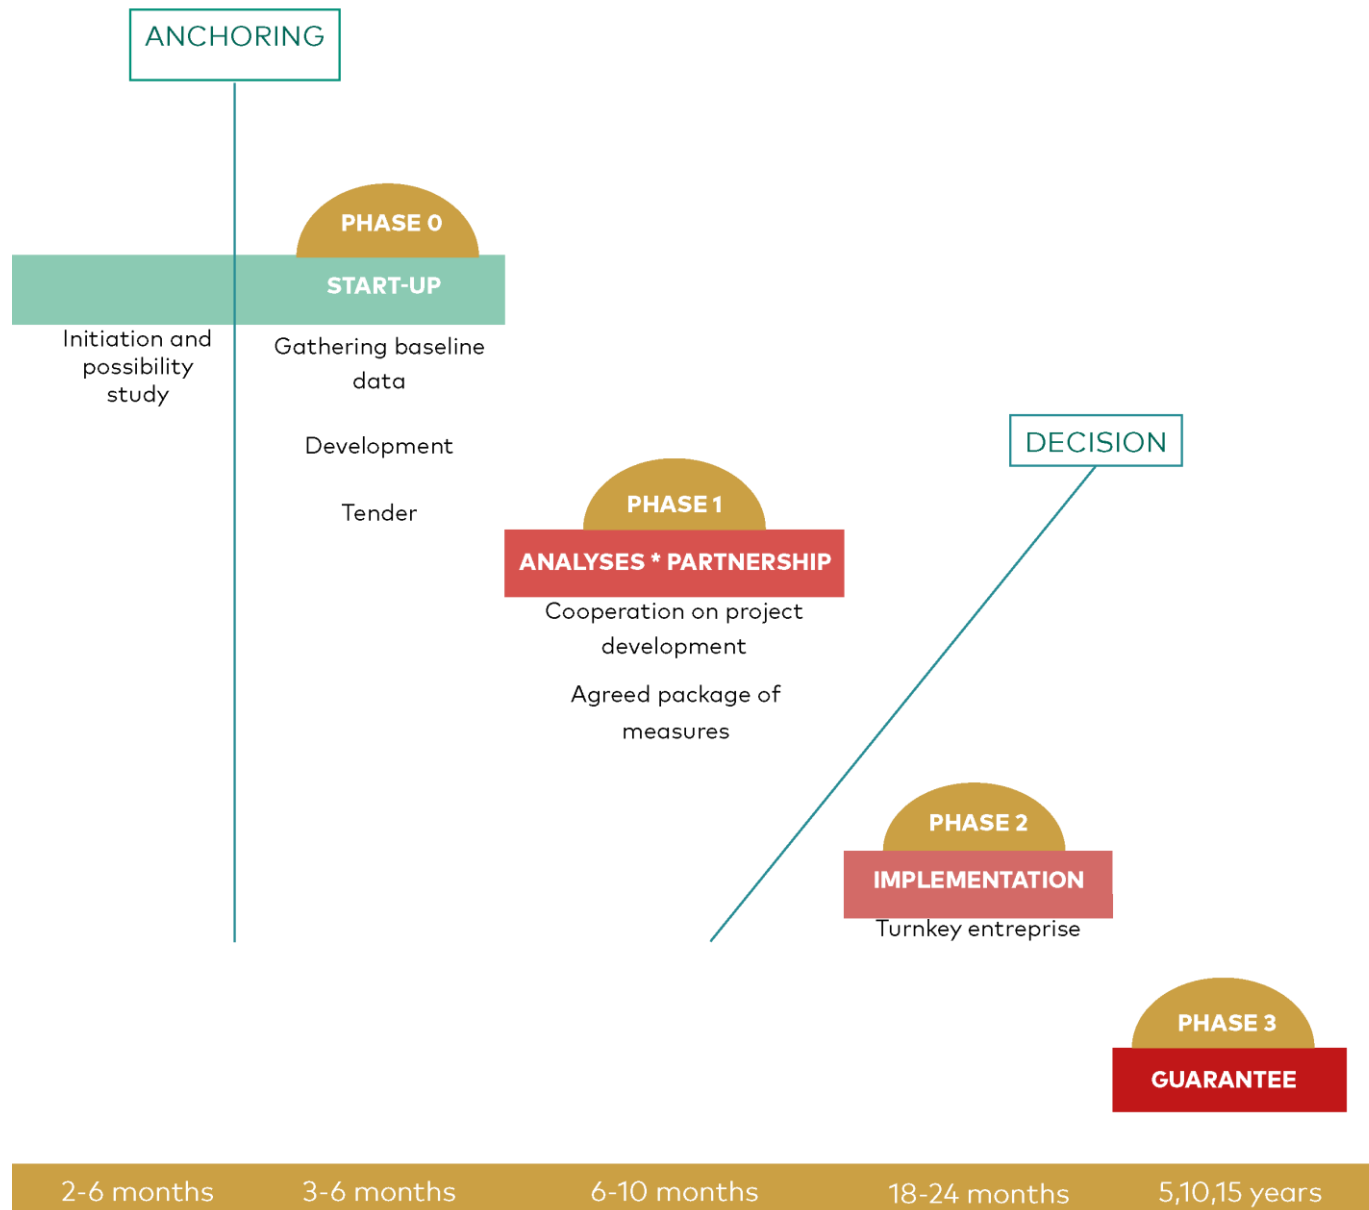 ANCHORING
PHASE 0
START-UP
Initiation and
possibility
study
Gathering baseline
data
Development
Tender
DECISION
PHASE 1
ANALYSES * PARTNERSHIP
Cooperation on project
development
Agreed package of
measures
PHASE 2
IMPLEMENTATION
Turnkey entreprise
PHASE 3
GUARANTEE
2-6 months
3-6 months
6-10 months
18-24 months
5,10,15 years